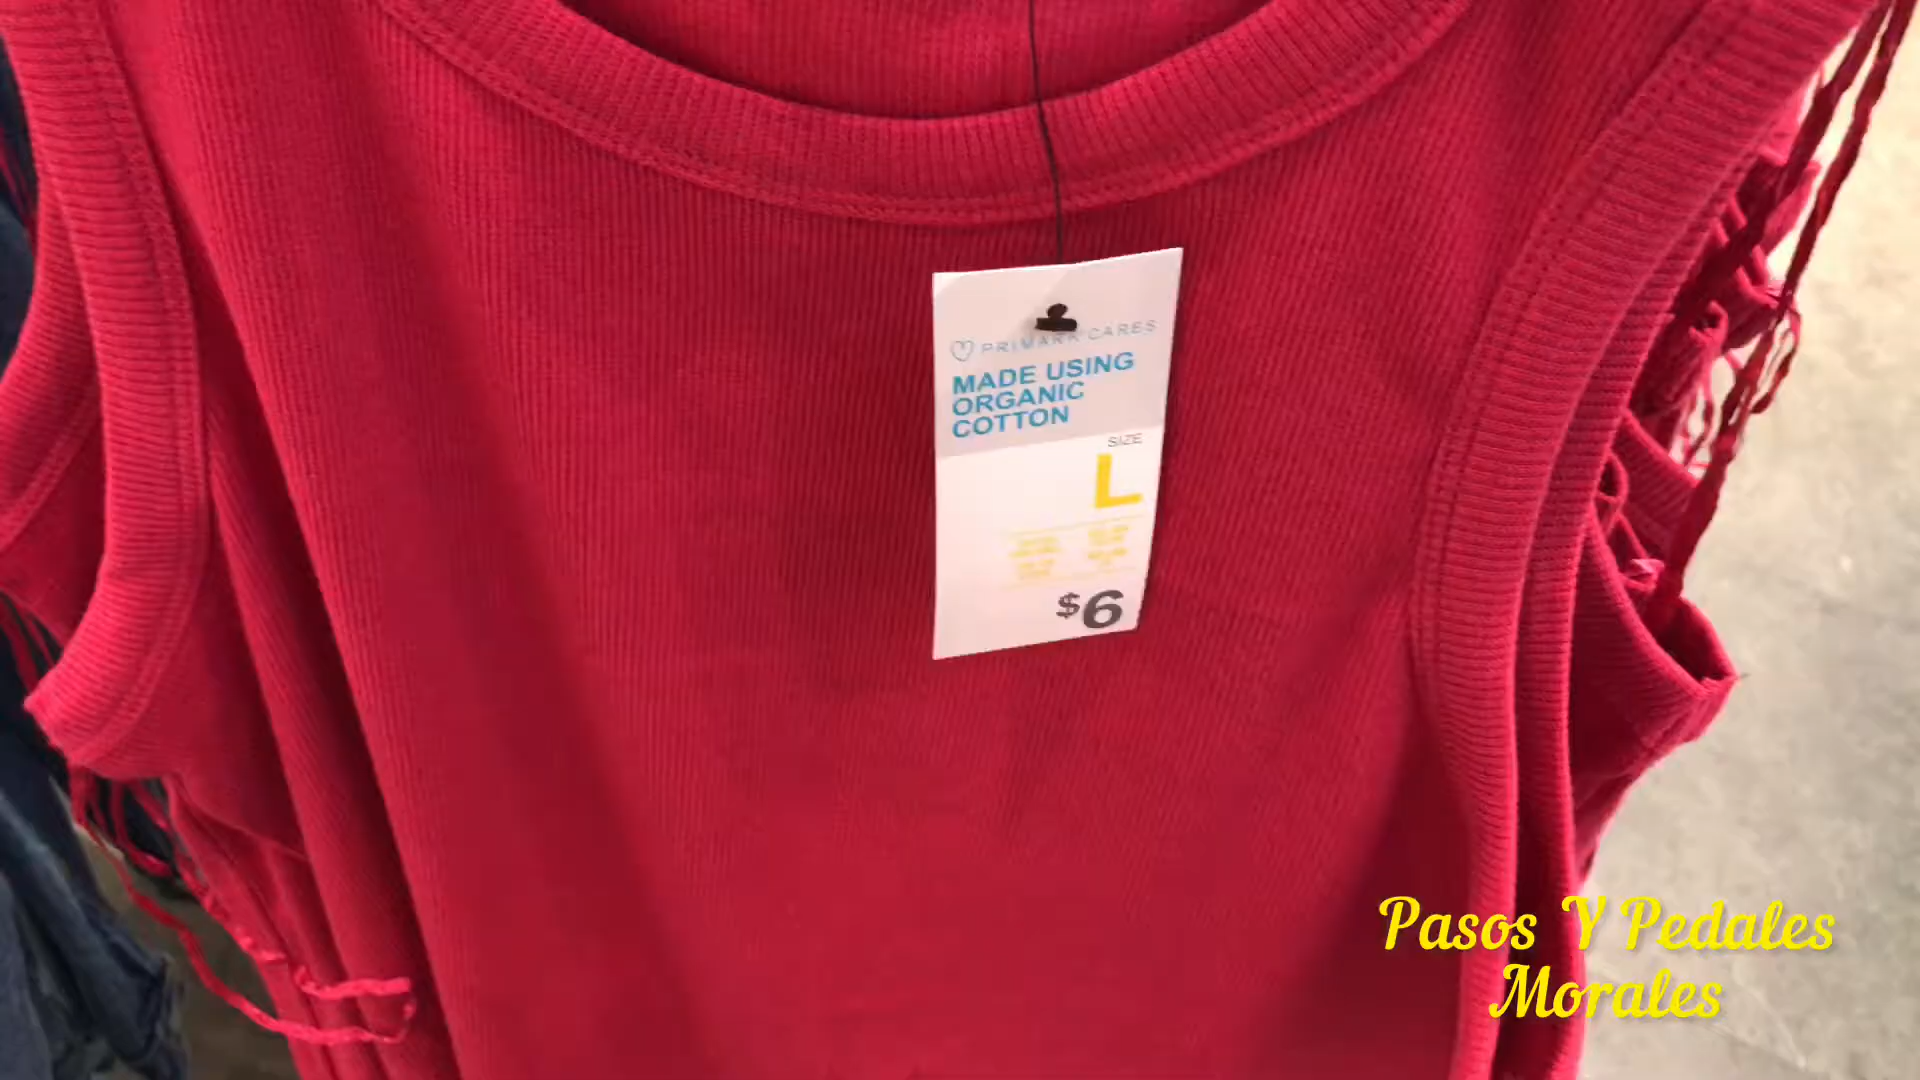 PRIMARK CARES
MADE USING
ORGANIC
COTTON
SIZE
L
$6
Pasos Y Pedales
Morales